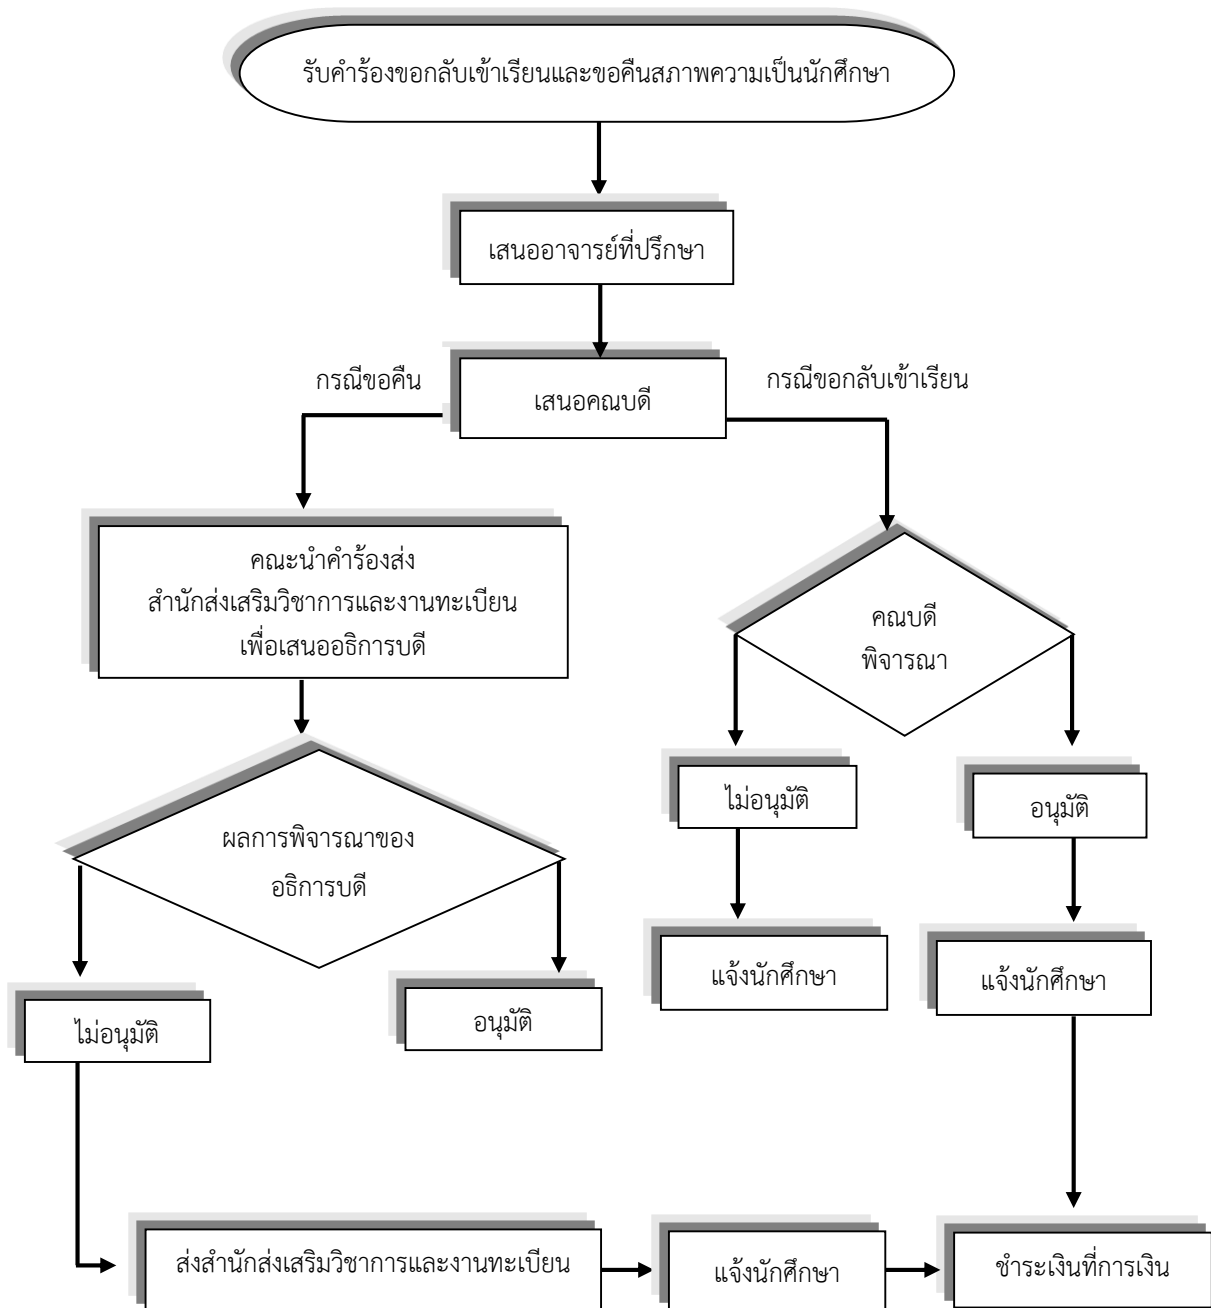 รับคำร้องขอกลับเข้าเรียนและขอคืนสภาพความเป็นนักศึกษา
เสนออาจารย์ที่ปรึกษา
กรณีขอคืน
เสนอคณบดี
กรณีขอกลับเข้าเรียน
คณะนำคำร้องส่ง
สำนักส่งเสริมวิชาการและงานทะเบียน
เพื่อเสนออธิการบดี
คณบดี
พิจารณา
ผลการพิจารณาของ
อธิการบดี
ไม่อนุมัติ
อนุมัติ
แจ้งนักศึกษา
แจ้งนักศึกษา
ไม่อนุมัติ
อนุมัติ
ส่งสำนักส่งเสริมวิชาการและงานทะเบียน
แจ้งนักศึกษา
ชำระเงินที่การเงิน